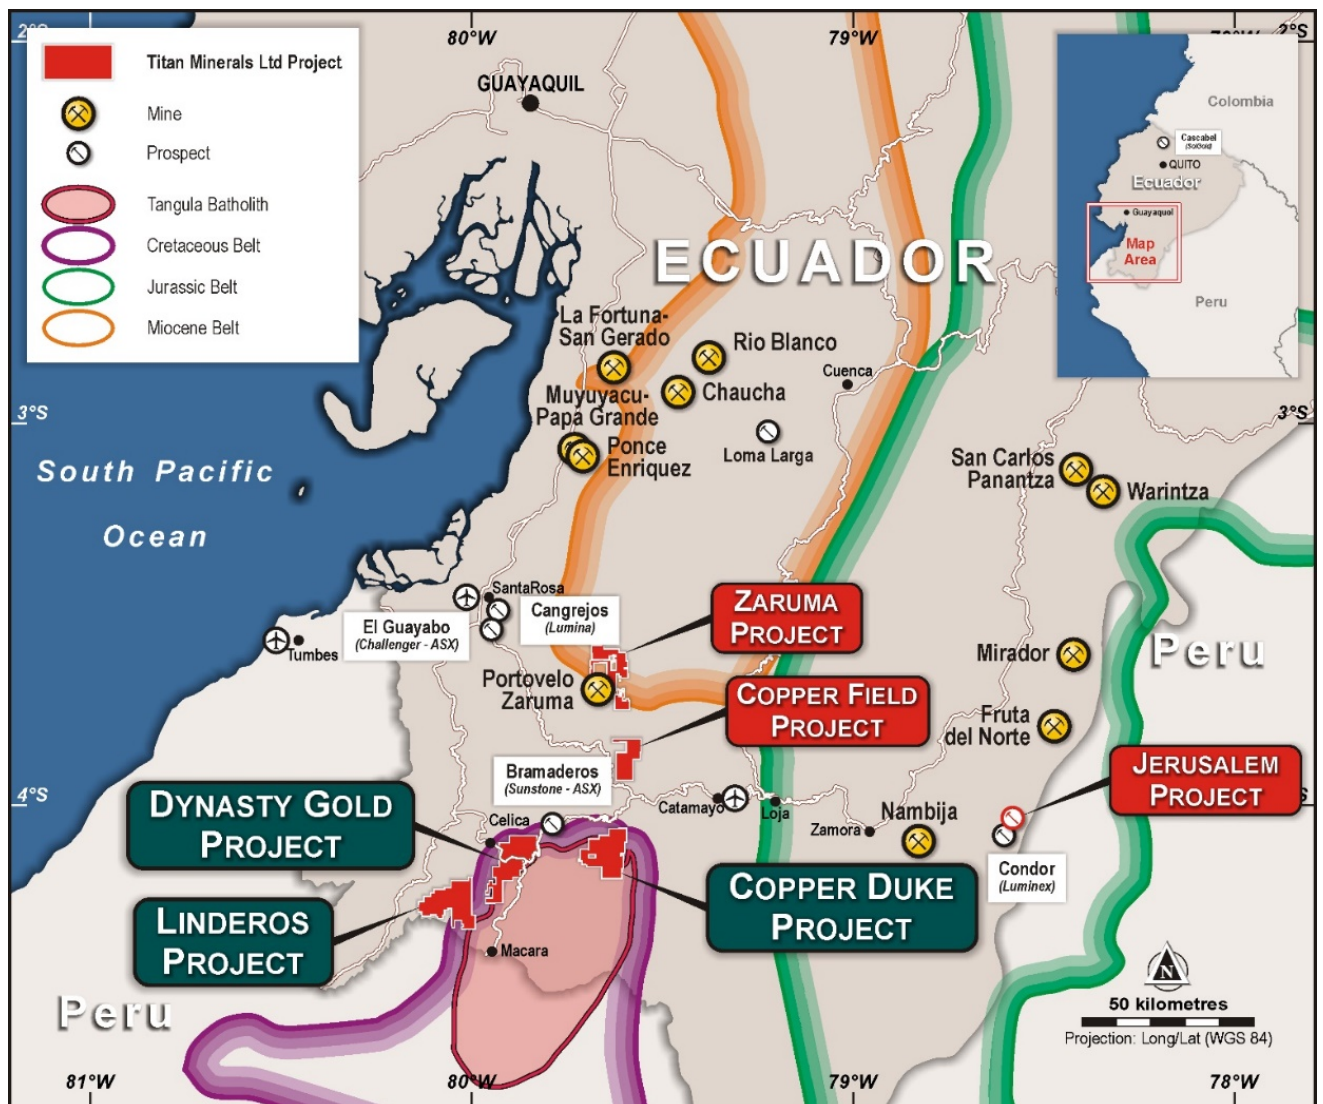 2°S
80°W
79°W
2°S
Titan Minerals Ltd Project
Mine
Prospect
Tangula Batholith
Cretaceous Belt
Jurassic Belt
Miocene Belt
GUAYAQUIL
Colombia
Cascabel
(SolGold)
QUITO
Ecuador
Guayaquol
Map
Area
Peru
ECUADOR
La Fortuna-
San Gerado
Rio Blanco
Chaucha
Cuenca
Muyuyacu-
Papa Grande
Ponce
Enriquez
Loma Larga
3°S
3°S
San Carlos
Panantza
Warintza
South Pacific
Ocean
SantaRosa
El Guayabo
(Challenger - ASX)
Cangrejos
(Lumina)
Tumbes
ZARUMA
PROJECT
Portovelo
Zaruma
COPPER FIELD
PROJECT
Mirador
Peru
Fruta
del Norte
JERUSALEM
PROJECT
Bramaderos
(Sunstone - ASX)
4°S
DYNASTY GOLD
PROJECT
Celica
Catamayo
Loja
Zamora
Nambija
Condor
(Luminex)
LINDEROS
PROJECT
COPPER DUKE
PROJECT
Macara
Peru
N
50 kilometres
Projection: Long/Lat (WGS 84)
81°W
80°W
79°W
78°W